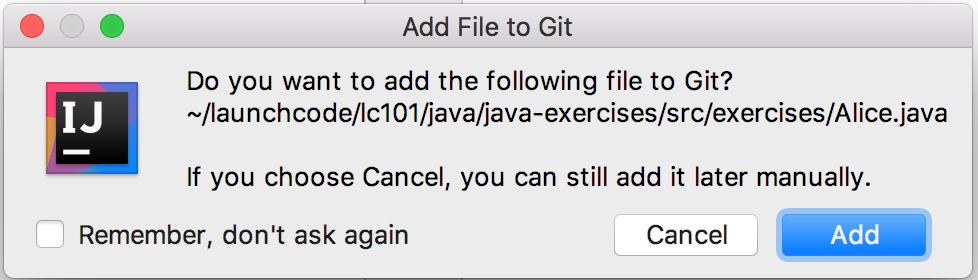 Add File to Git
Do you want to add the following file to Git?
~/launchcode/lc101/java/java-exercises/src/exercises/Alice.java
IJ
If you choose Cancel, you can still add it later manually.
Remember, don't ask again
Cancel
Add